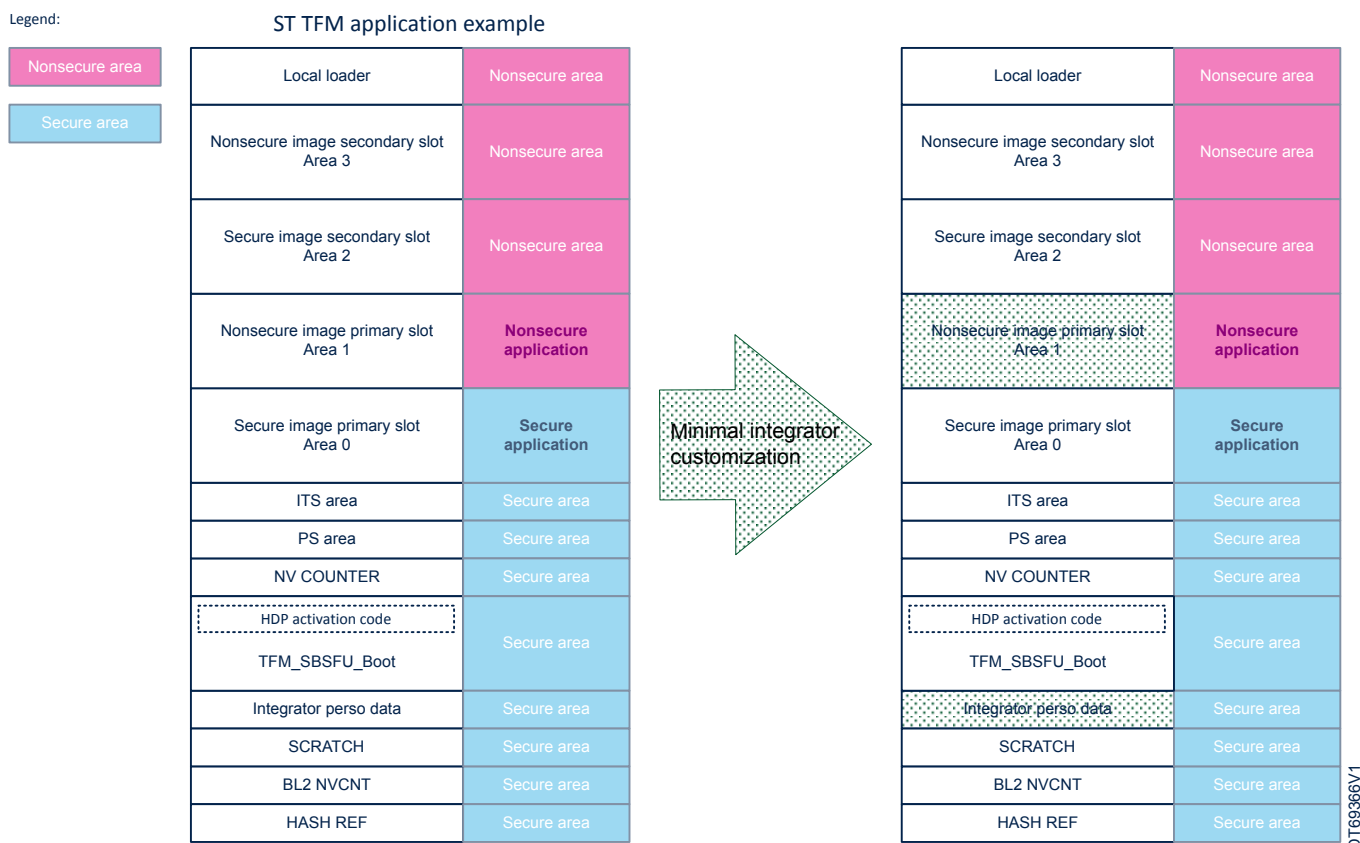 Legend:
Nonsecure area
Secure area
ST TFM application example
Local loader
Nonsecure area
Nonsecure image secondary slot
Area 3
Nonsecure area
Secure image secondary slot
Area 2
Nonsecure area
Nonsecure image primary slot
Area 1
Nonsecure
application
Secure image primary slot
Area 0
Secure
application
ITS area
Secure area
PS area
Secure area
NV COUNTER
Secure area
HDP activation code
TFM_SBSFU_Boot
Secure area
Integrator perso data
Secure area
SCRATCH
Secure area
BL2 NVCNT
Secure area
HASH REF
Secure area
Minimal integrator
customization
Local loader
Nonsecure area
Nonsecure image secondary slot
Area 3
Nonsecure area
Secure image secondary slot
Area 2
Nonsecure area
Nonsecure image primary slot
Area 1
Nonsecure
application
Secure image primary slot
Area 0
Secure
application
ITS area
Secure area
PS area
Secure area
NV COUNTER
Secure area
HDP activation code
TFM_SBSFU_Boot
Secure area
Integrator perso data
Secure area
SCRATCH
Secure area
BL2 NVCNT
Secure area
HASH REF
Secure area
DT69366V1